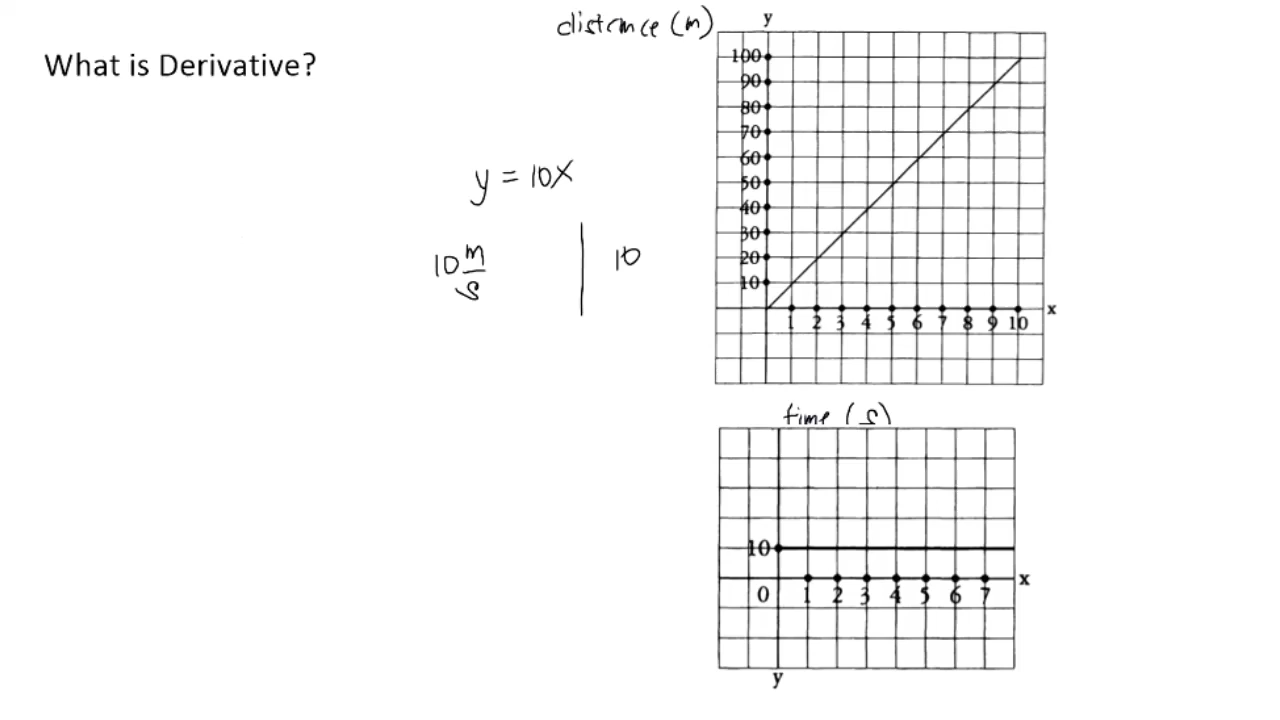 What is Derivative?
distance (m)
y
100
90
80
70
60
50
40
30
20
10
1 2 3 4 5 6 7 8 9 10
x
y = 10x
10 m/s
10
time (s)
10
0 1 2 3 4 5 6 7
x
y